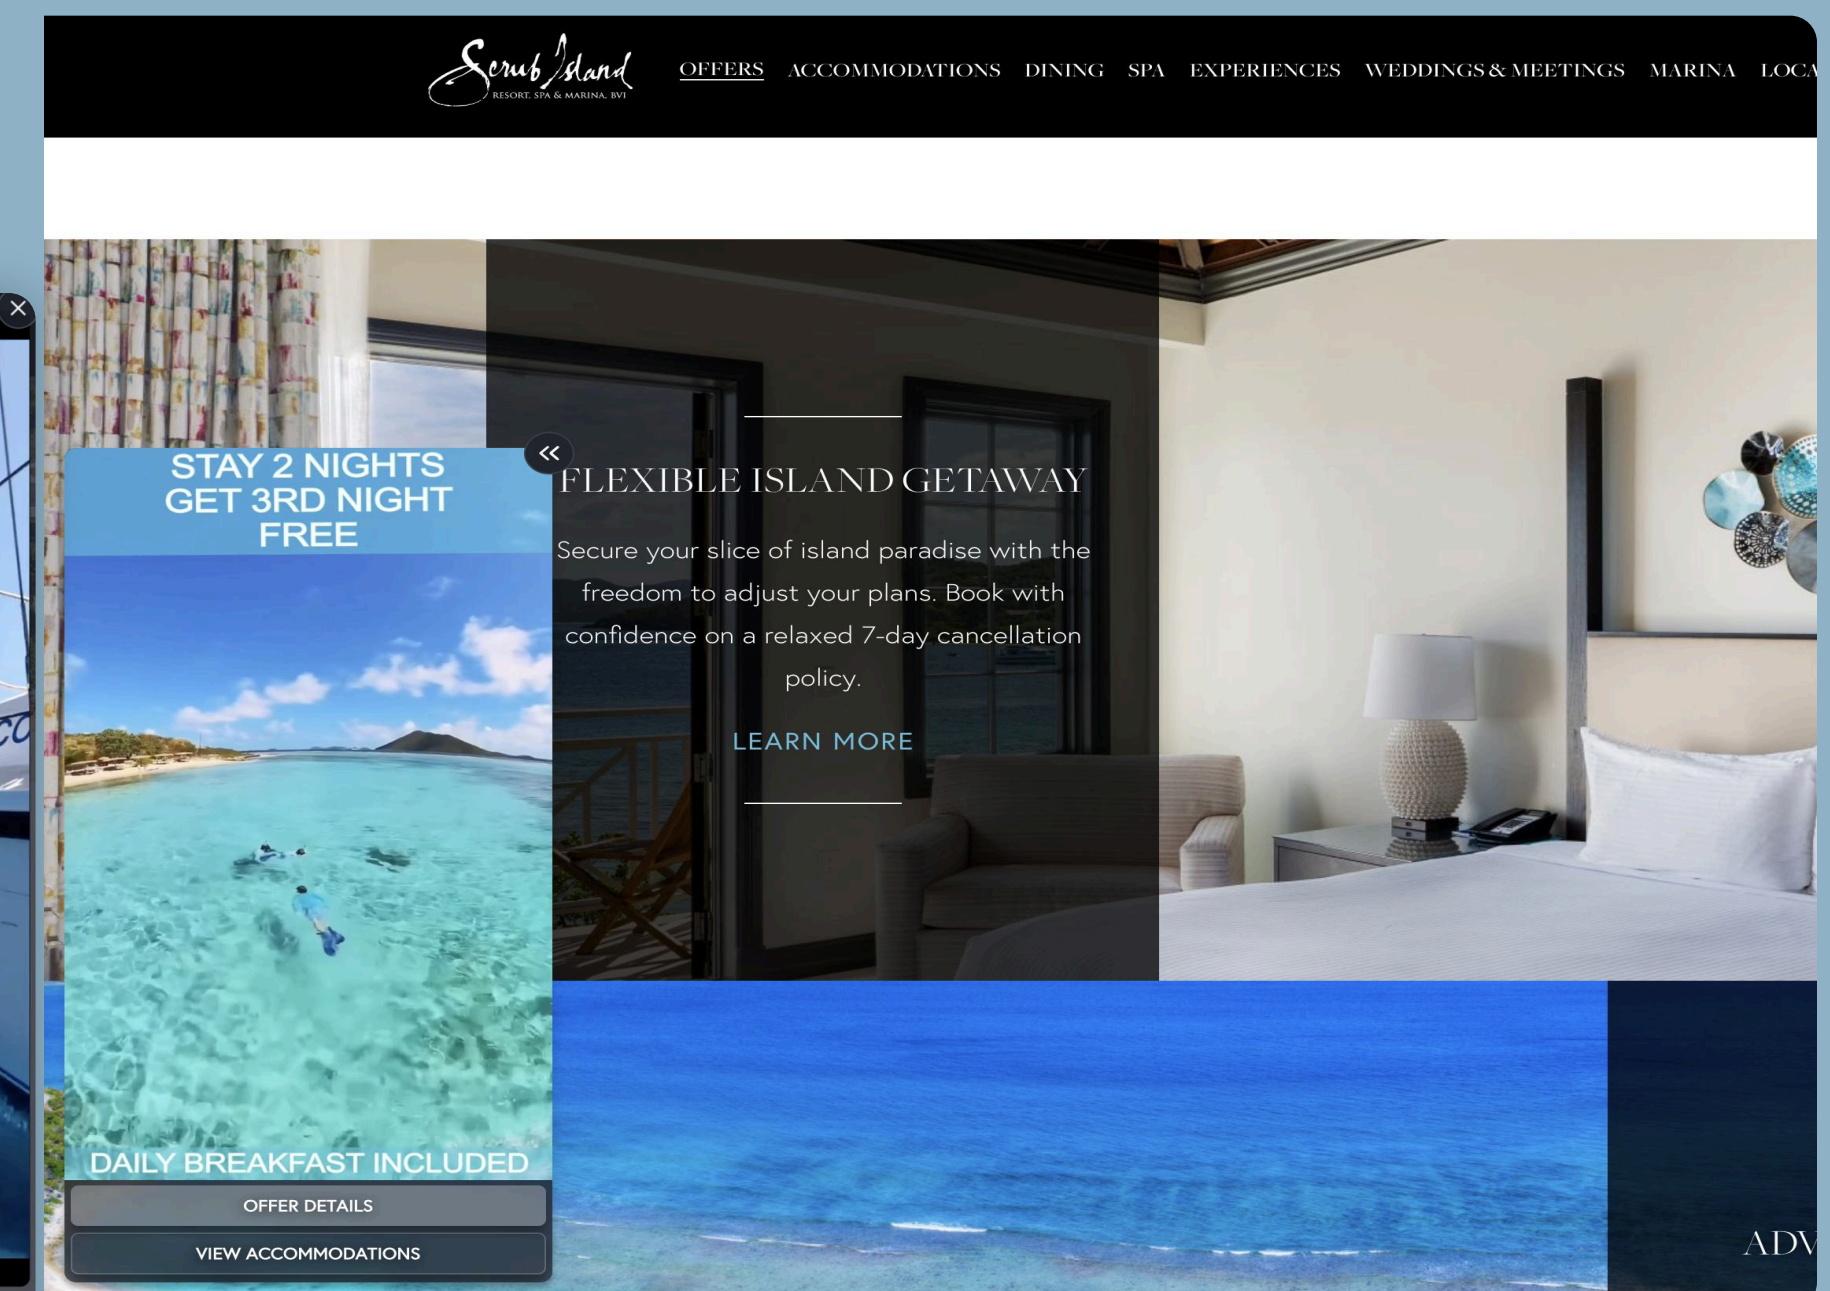 Scrub Island
RESORT, SPA & MARINA, BVI
OFFERS ACCOMMODATIONS DINING SPA EXPERIENCES WEDDINGS & MEETINGS MARINA LOCA
FLEXIBLE ISLAND GETAWAY
Secure your slice of island paradise with the
freedom to adjust your plans. Book with
confidence on a relaxed 7-day cancellation
policy.
LEARN MORE
STAY 2 NIGHTS
GET 3RD NIGHT
FREE
DAILY BREAKFAST INCLUDED
OFFER DETAILS
VIEW ACCOMMODATIONS
ADV